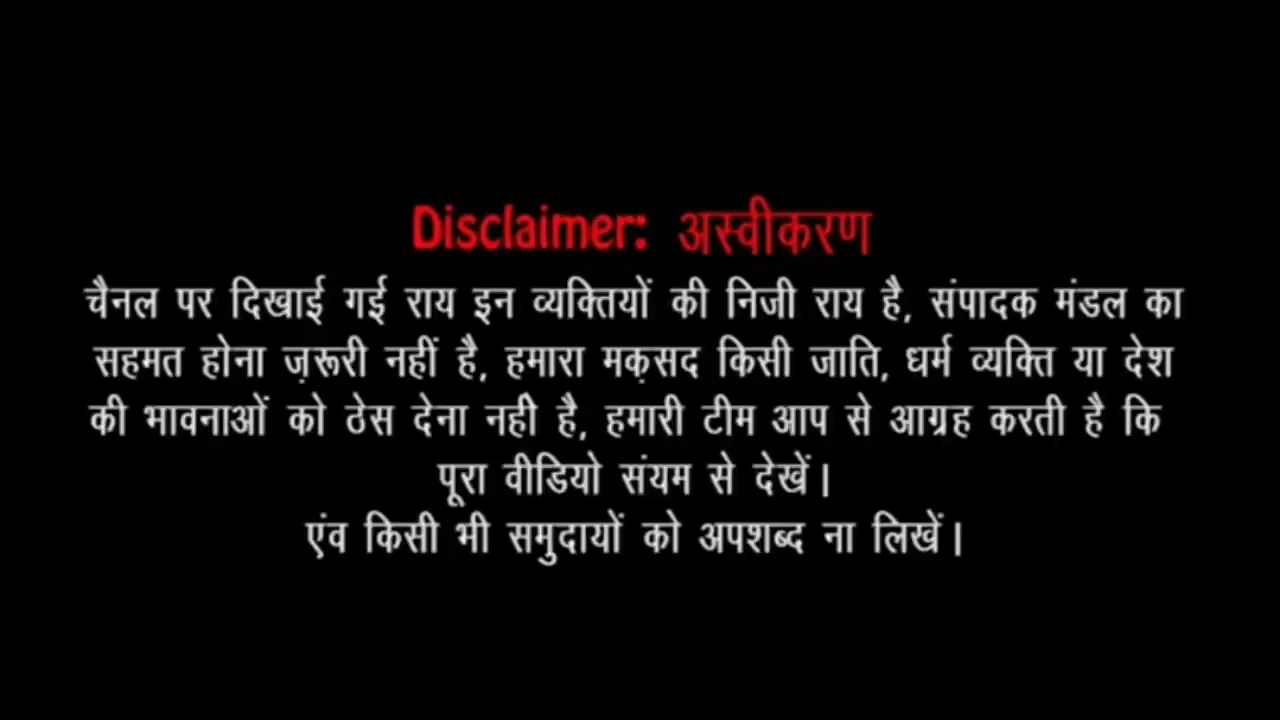 Disclaimer: अस्वीकरण
चैनल पर दिखाई गई राय इन व्यक्तियों की निजी राय है, संपादक मंडल का
सहमत होना ज़रूरी नहीं है, हमारा मक़सद किसी जाति, धर्म व्यक्ति या देश
की भावनाओं को ठेस देना नही है, हमारी टीम आप से आग्रह करती है कि
पूरा वीडियो संयम से देखें।
एंव किसी भी समुदायों को अपशब्द ना लिखें।